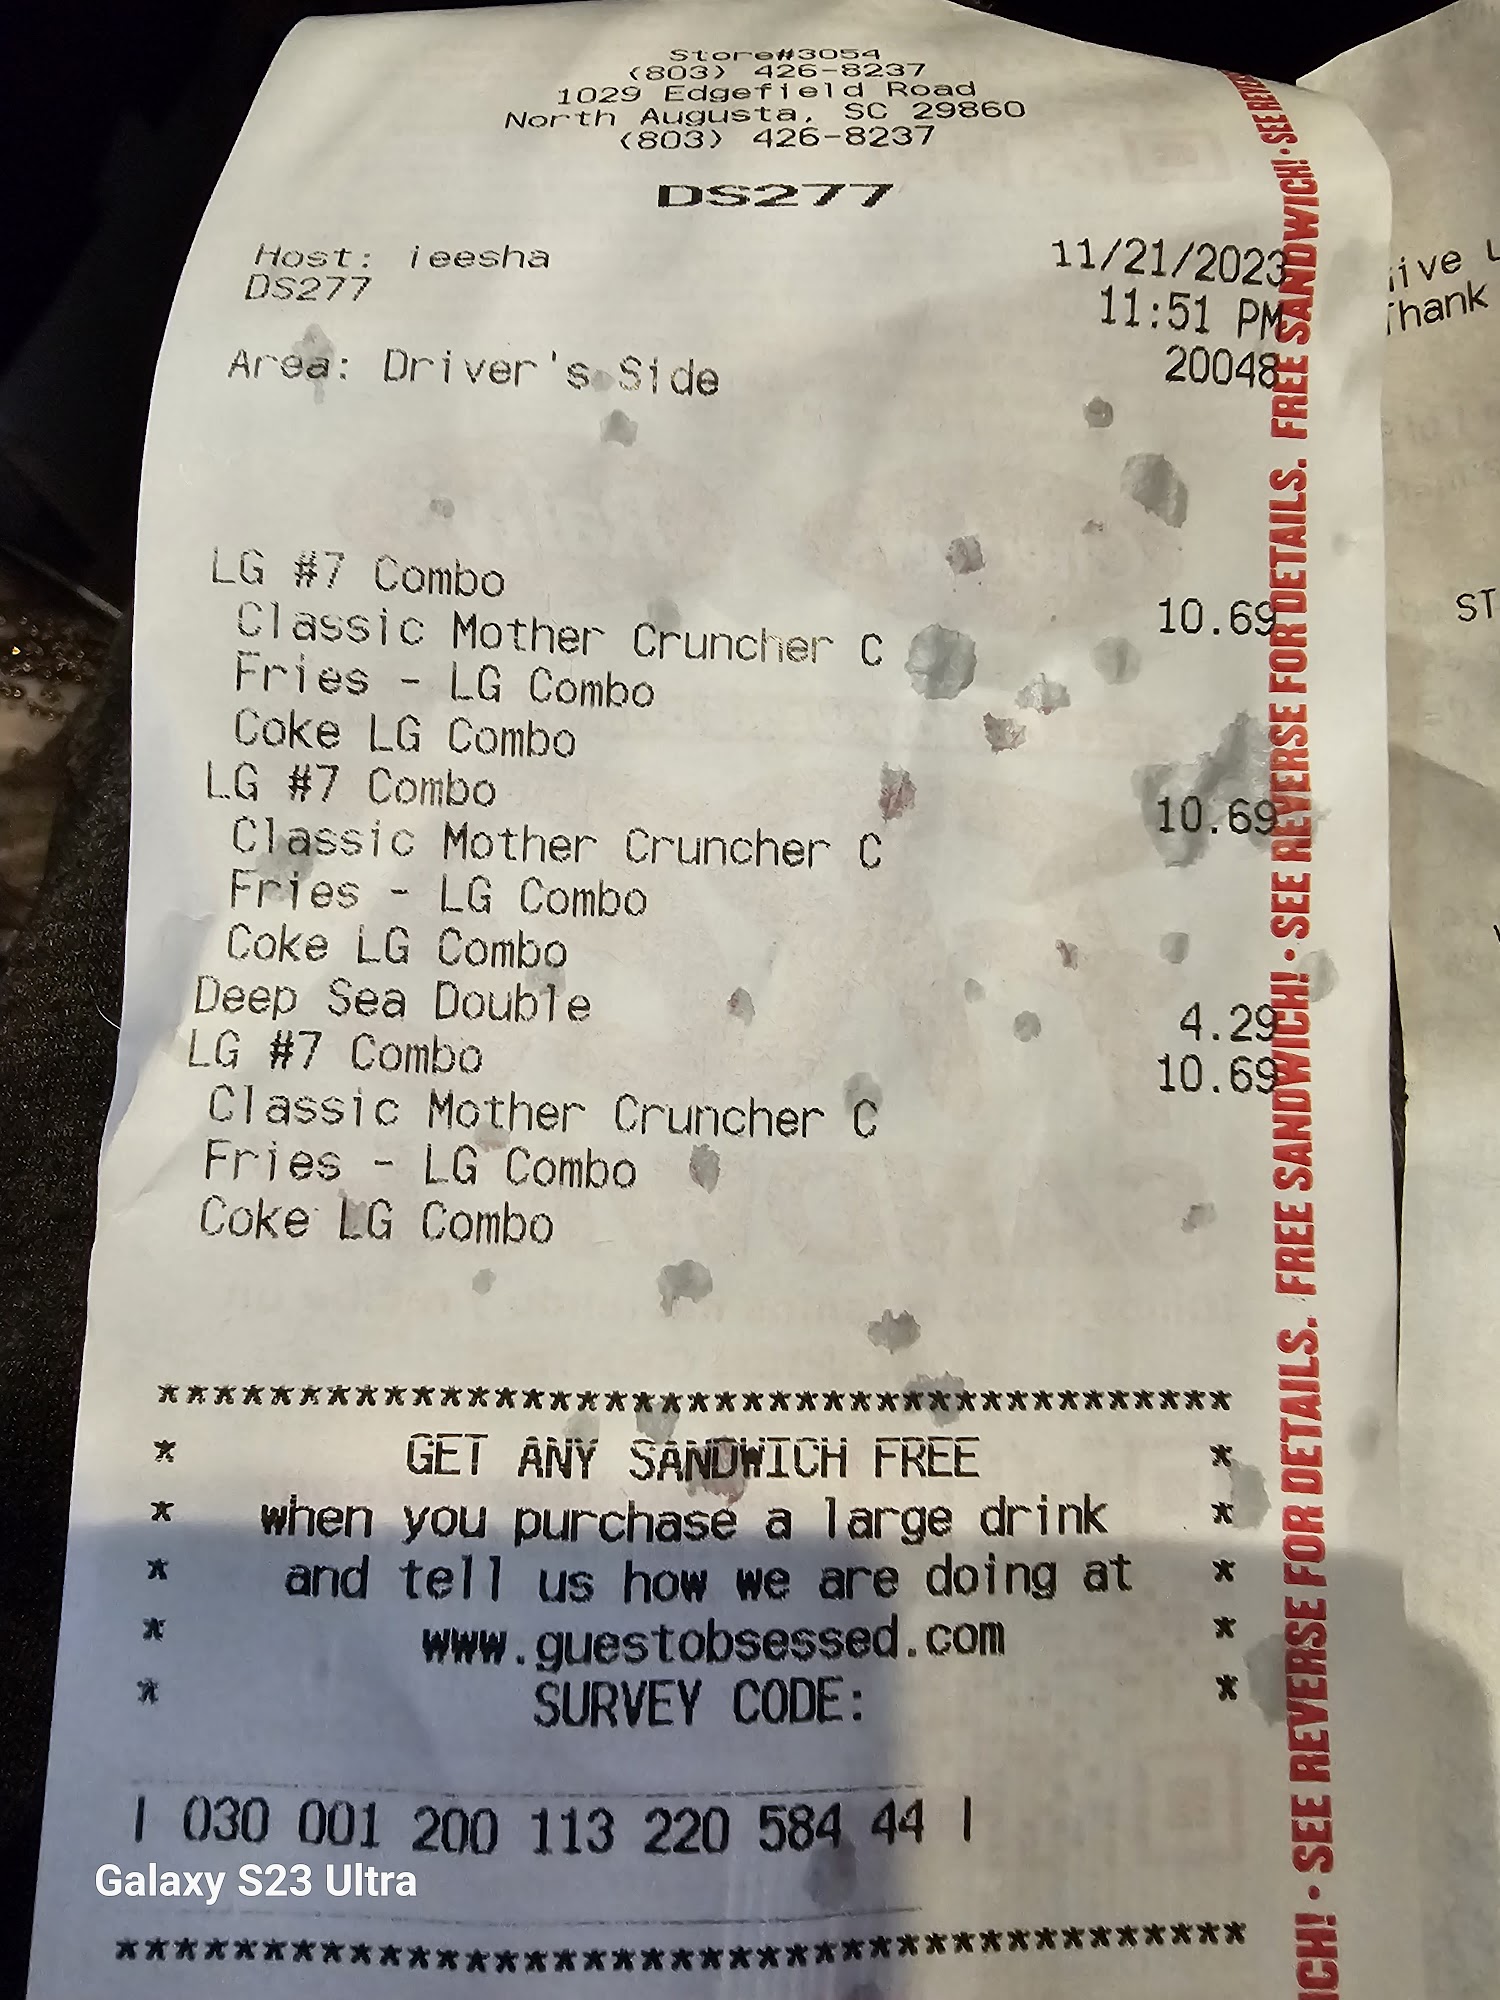 Store#3054
(803) 426-8237
1029 Edgefield Road
North Augusta, SC 29860
(803) 426-8237
DS277
Host: ieesha 11/21/2023
DS277 11:51 PM
Area: Driver's Side 20048
LG #7 Combo 10.69
Classic Mother Cruncher C
Fries - LG Combo
Coke LG Combo
LG #7 Combo 10.69
Classic Mother Cruncher C
Fries - LG Combo
Coke LG Combo
Deep Sea Double 4.29
LG #7 Combo 10.69
Classic Mother Cruncher C
Fries - LG Combo
Coke LG Combo
***************************************
* GET ANY SANDWICH FREE *
* when you purchase a large drink *
* and tell us how we are doing at *
* www.guestobsessed.com *
* SURVEY CODE: *
| 030 001 200 113 220 584 44 |
***************************************
CH! • SEE REVERSE FOR DETAILS. FREE SANDWICH! • SEE REVERSE FOR DETAILS. FREE SANDWICH! • SEE
Thank
ST
Galaxy S23 Ultra